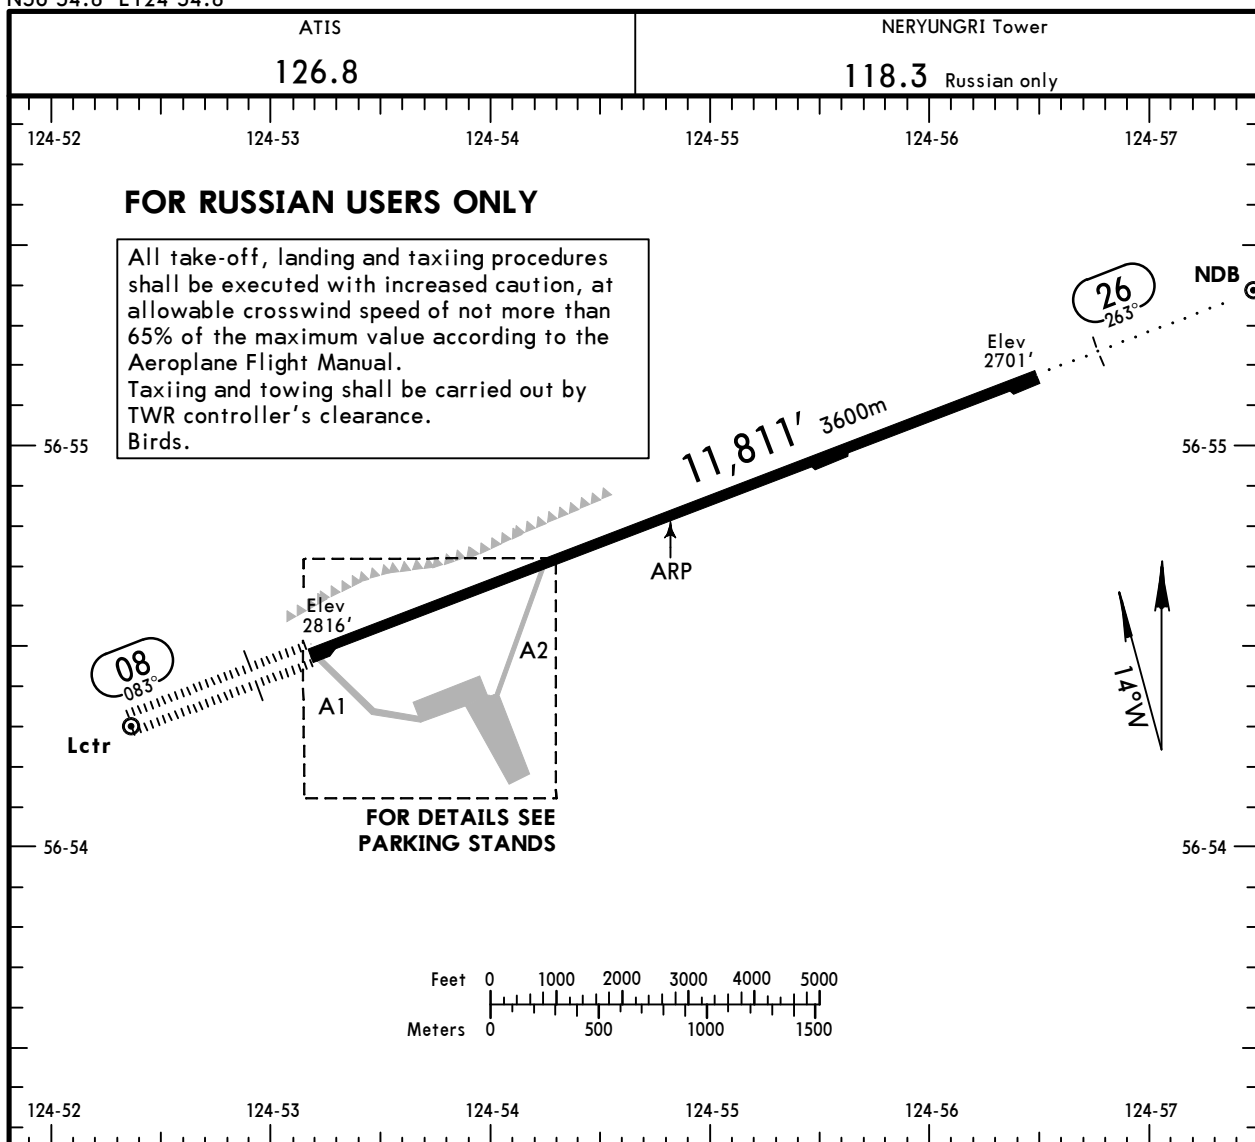 N56 54.8 E124 54.8
ATIS
126.8
NERYUNGRI Tower
118.3 Russian only
124-52 124-53 124-54 124-55 124-56 124-57
FOR RUSSIAN USERS ONLY
All take-off, landing and taxiing procedures
shall be executed with increased caution, at
allowable crosswind speed of not more than
65% of the maximum value according to the
Aeroplane Flight Manual.
Taxiing and towing shall be carried out by
TWR controller's clearance.
Birds.
NDB
26
263°
Elev
2701'
11,811' 3600m
56-55 56-55
ARP
Elev
2816'
08
083°
Lctr
A1
A2
14°W
FOR DETAILS SEE
PARKING STANDS
56-54 56-54
Feet 0 1000 2000 3000 4000 5000
Meters 0 500 1000 1500
124-52 124-53 124-54 124-55 124-56 124-57